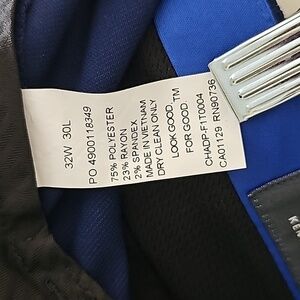 32W 30L
PO 4900118349
75% POLYESTER
23% RAYON
2% SPANDEX
MADE IN VIETNAM
DRY CLEAN ONLY
LOOK GOOD
FOR GOOD ™
CHADP-F1T0004
CA01129 RN90736